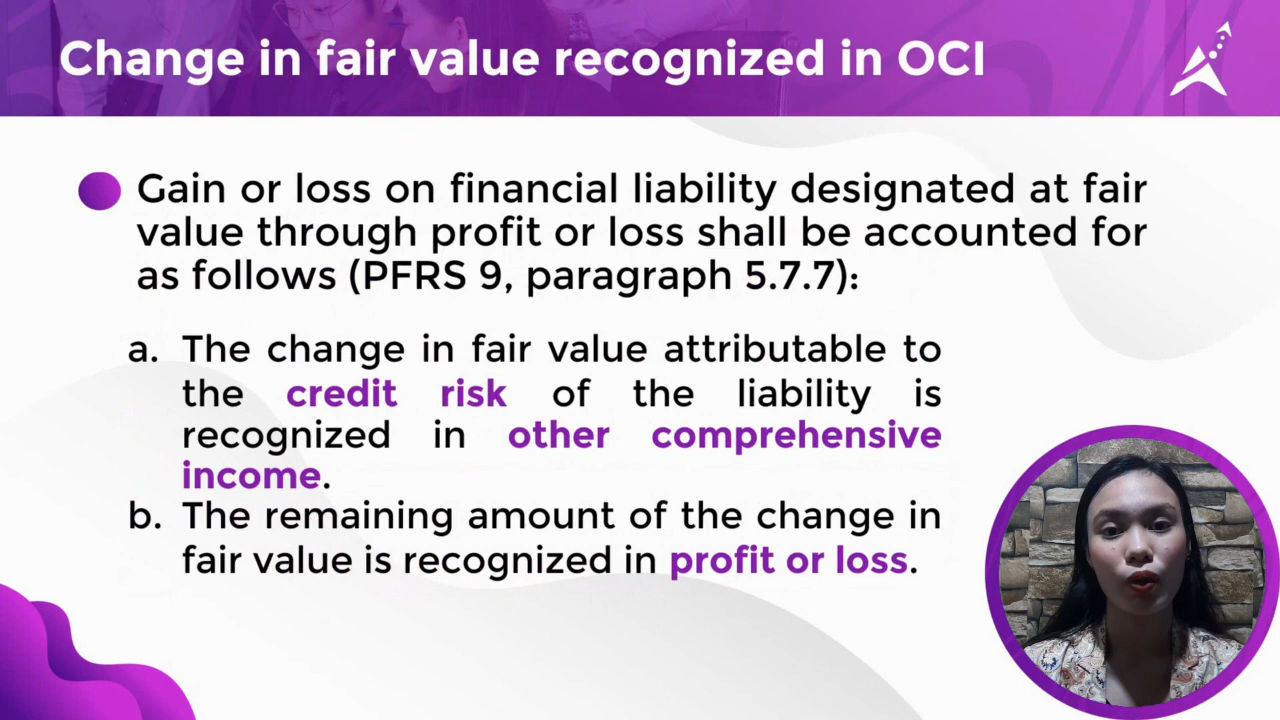 Change in fair value recognized in OCI
Gain or loss on financial liability designated at fair
value through profit or loss shall be accounted for
as follows (PFRS 9, paragraph 5.7.7):
a. The change in fair value attributable to
the credit risk of the liability is
recognized in other comprehensive
income.
b. The remaining amount of the change in
fair value is recognized in profit or loss.